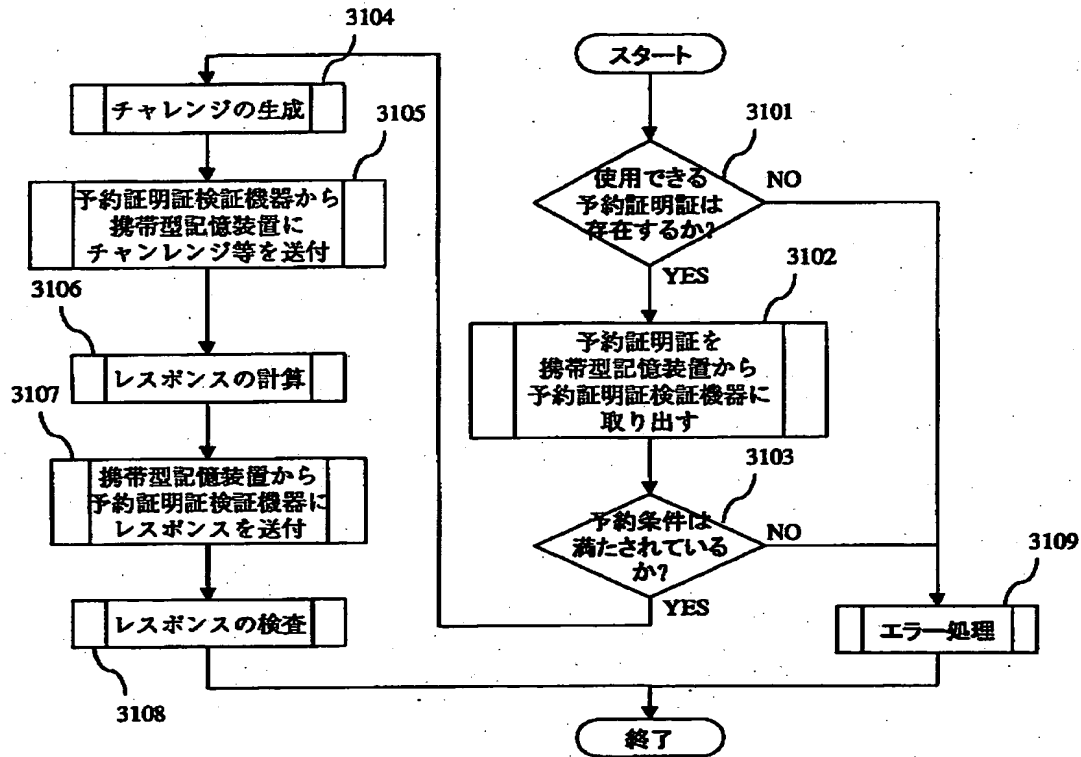 スタート
3101
使用できる
予約証明証は
存在するか?
NO
YES
3102
予約証明証を
携帯型記憶装置から
予約証明証検証機器に
取り出す
3103
予約条件は
満たされている
か?
NO
YES
3104
チャレンジの生成
3105
予約証明証検証機器から
携帯型記憶装置に
チャンレンジ等を送付
3106
レスポンスの計算
3107
携帯型記憶装置から
予約証明証検証機器に
レスポンスを送付
レスポンスの検査
3108
3109
エラー処理
終了